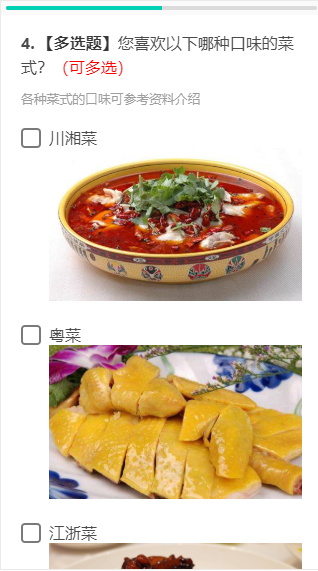 4. 【多选题】您喜欢以下哪种口味的菜
式？（可多选）
各种菜式的口味可参考资料介绍
川湘菜
粤菜
江浙菜